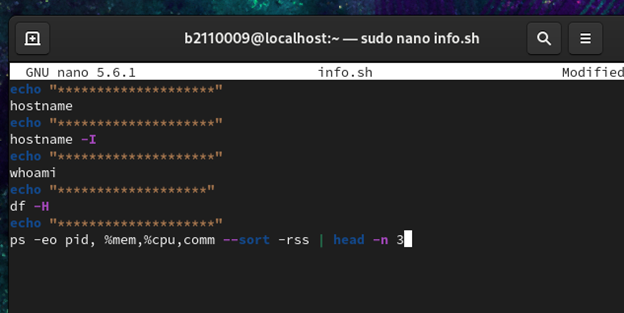 b2110009@localhost:~ — sudo nano info.sh
GNU nano 5.6.1 info.sh Modified
echo "********************"
hostname
echo "********************"
hostname -I
echo "********************"
whoami
echo "*******************"
df -H
echo "********************"
ps -eo pid, %mem,%cpu,comm --sort -rss | head -n 3